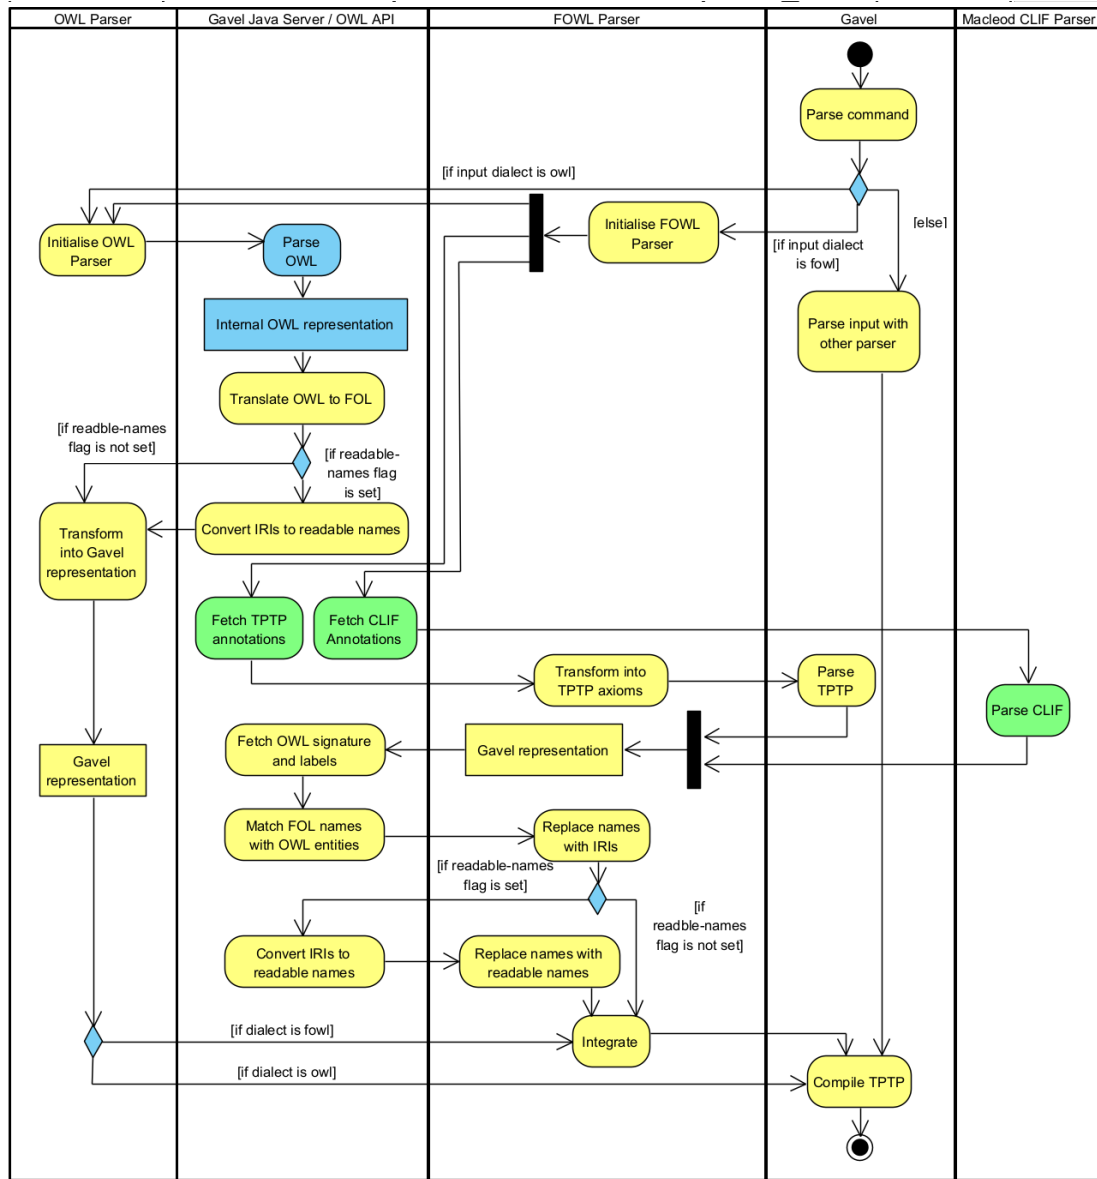 OWL Parser
Gavel Java Server / OWL API
FOWL Parser
Gavel
Macleod CLIF Parser
Parse command
[if input dialect is owl]
[else]
Initialise OWL
Parser
Parse
OWL
Initialise FOWL
Parser
[if input dialect
is fowl]
Internal OWL representation
Parse input with
other parser
Translate OWL to FOL
[if readble-names
flag is not set]
[if readable-
names flag
is set]
Transform
into Gavel
representation
Convert IRIs to readable names
Fetch TPTP
annotations
Fetch CLIF
Annotations
Transform into
TPTP axioms
Parse
TPTP
Parse CLIF
Gavel
representation
Fetch OWL signature
and labels
Gavel representation
Match FOL names
with OWL entities
Replace names
with IRIs
[if readable-names
flag is set]
[if
readble-names
flag is not set]
Convert IRIs to
readable names
Replace names with
readable names
[if dialect is fowl]
Integrate
[if dialect is owl]
Compile TPTP